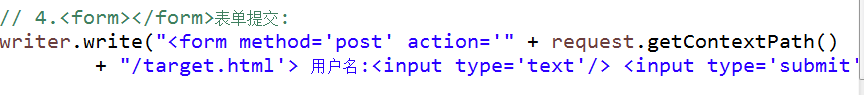 // 4.<form></form>表单提交:
writer.write("<form method='post' action='" + request.getContextPath()
+ "/target.html'> 用户名:<input type='text'/> <input type='submit'